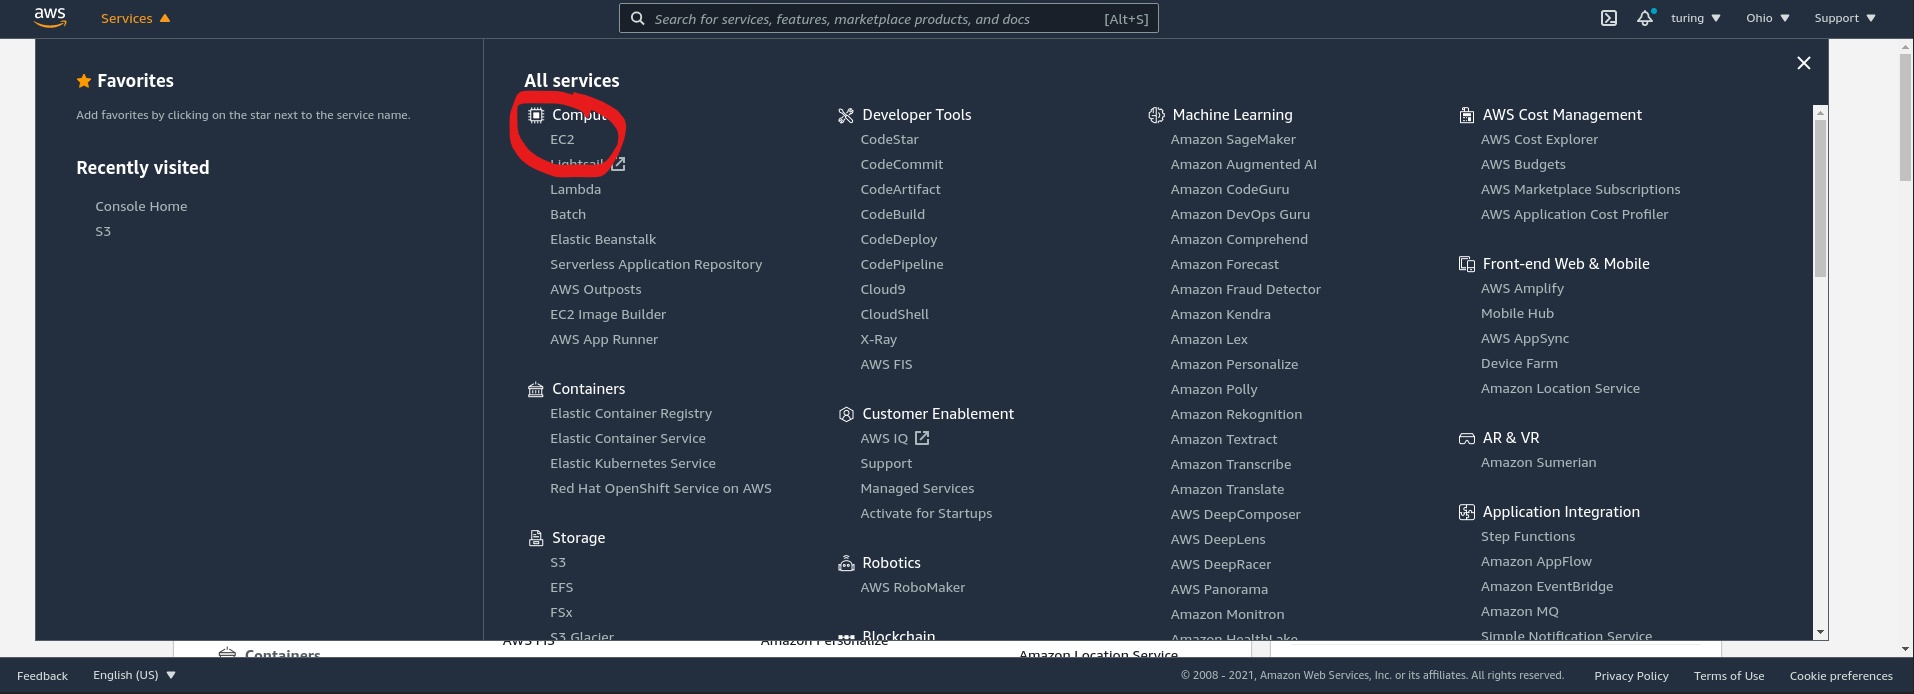 aws
Services
Search for services, features, marketplace products, and docs
[Alt+S]
turing
Ohio
Support
Favorites
Add favorites by clicking on the star next to the service name.
Recently visited
Console Home
S3
All services
EC2
Lightsail
Lambda
Batch
Elastic Beanstalk
Serverless Application Repository
AWS Outposts
EC2 Image Builder
AWS App Runner
Containers
Elastic Container Registry
Elastic Container Service
Elastic Kubernetes Service
Red Hat OpenShift Service on AWS
Storage
S3
EFS
FSx
S3 Glacier
Developer Tools
CodeStar
CodeCommit
CodeArtifact
CodeBuild
CodeDeploy
CodePipeline
Cloud9
CloudShell
X-Ray
AWS FIS
Customer Enablement
AWS IQ
Support
Managed Services
Activate for Startups
Robotics
AWS RoboMaker
Blockchain
Machine Learning
Amazon SageMaker
Amazon Augmented AI
Amazon CodeGuru
Amazon DevOps Guru
Amazon Comprehend
Amazon Forecast
Amazon Fraud Detector
Amazon Kendra
Amazon Lex
Amazon Personalize
Amazon Polly
Amazon Rekognition
Amazon Textract
Amazon Transcribe
Amazon Translate
AWS DeepComposer
AWS DeepLens
AWS DeepRacer
AWS Panorama
Amazon Monitron
Amazon HealthLake
AWS Cost Management
AWS Cost Explorer
AWS Budgets
AWS Marketplace Subscriptions
AWS Application Cost Profiler
Front-end Web & Mobile
AWS Amplify
Mobile Hub
AWS AppSync
Device Farm
Amazon Location Service
AR & VR
Amazon Sumerian
Application Integration
Step Functions
Amazon AppFlow
Amazon EventBridge
Amazon MQ
Simple Notification Service
Containers
AWS FIS
Amazon Personalize
Amazon Location Service
Feedback
English (US)
© 2008 - 2021, Amazon Web Services, Inc. or its affiliates. All rights reserved.
Privacy Policy
Terms of Use
Cookie preferences